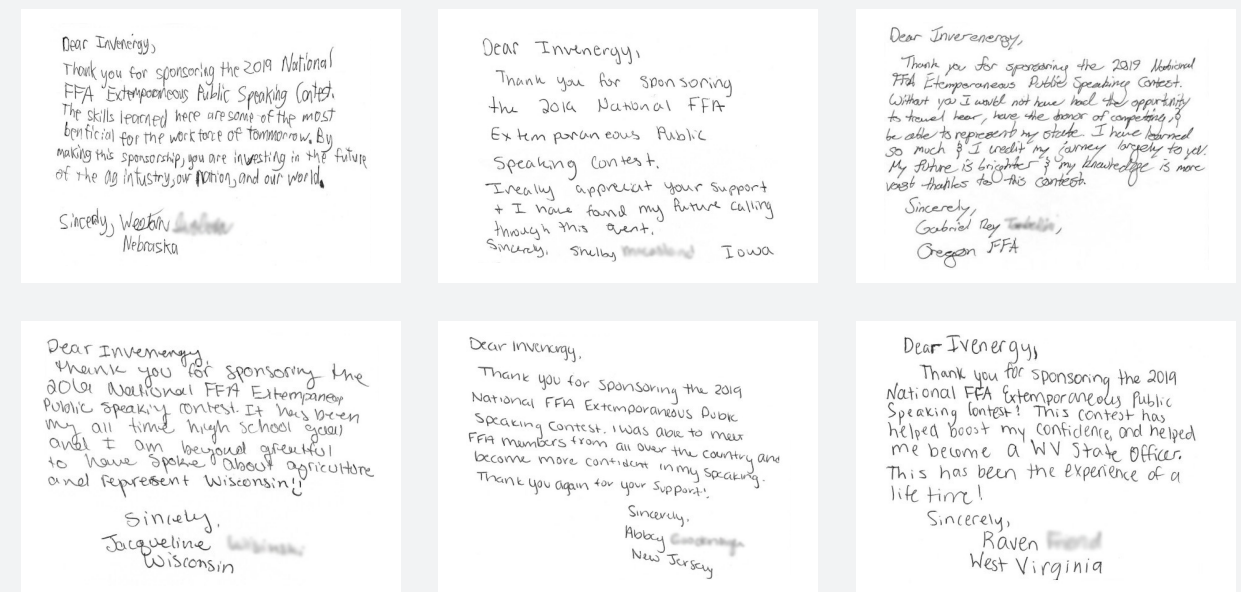 Dear Invenergy,
Thank you for sponsoring the 2019 National
FFA Extemporaneous Public Speaking Contest.
The skills learned here are some of the most
benificial for the workforce of tommorrow. By
making this sponsorship, you are investing in the future
of the ag intustry, our nation, and our world.
Sincerly, Weston
Nebraska
Dear Invenergy,
Thank you for sponsoring
the 2019 National FFA
Extemporaneous Public
Speaking Contest.
I really appreciat your support
+ I have found my future calling
through this event.
Sincerely, Shelby Iowa
Dear Inverenergy,
Thank you for sponsoring the 2019 National
FFA Etemporaneous Public Speaking Contest.
Without you I would not have had the opportunity
to travel hear, have the honor of competing, &
be able to represent my state. I have learned
so much & I credit my journey largely to you.
My future is brighter & my knowledge is more
vast thanks to this contest.
Sincerely,
Gabriel Rey ,
Oregon FFA
Dear Invenergy,
Thank you for sponsoring the
2019 National FFA Extemporaneous
Public Speaking Contest. It has been
my all time high school goal
and I am beyond greatful
to have spoke about agriculture
and represent Wisconsin!!
Sincerely,
Jacqueline
Wisconsin
Dear Invenergy,
Thank you for sponsoring the 2019
National FFA Extemporaneous Public
Speaking Contest. I was able to meet
FFA members from all over the country and
become more confident in my speaking.
Thank you again for your support!
Sincerely,
Abbey
New Jersey
Dear Ivenergy,
Thank you for sponsoring the 2019
National FFA Extemporaneous Public
Speaking Contest! This contest has
helped boost my confidence, and helped
me become a WV State Officer.
This has been the experience of a
life time!
Sincerely,
Raven
West Virginia